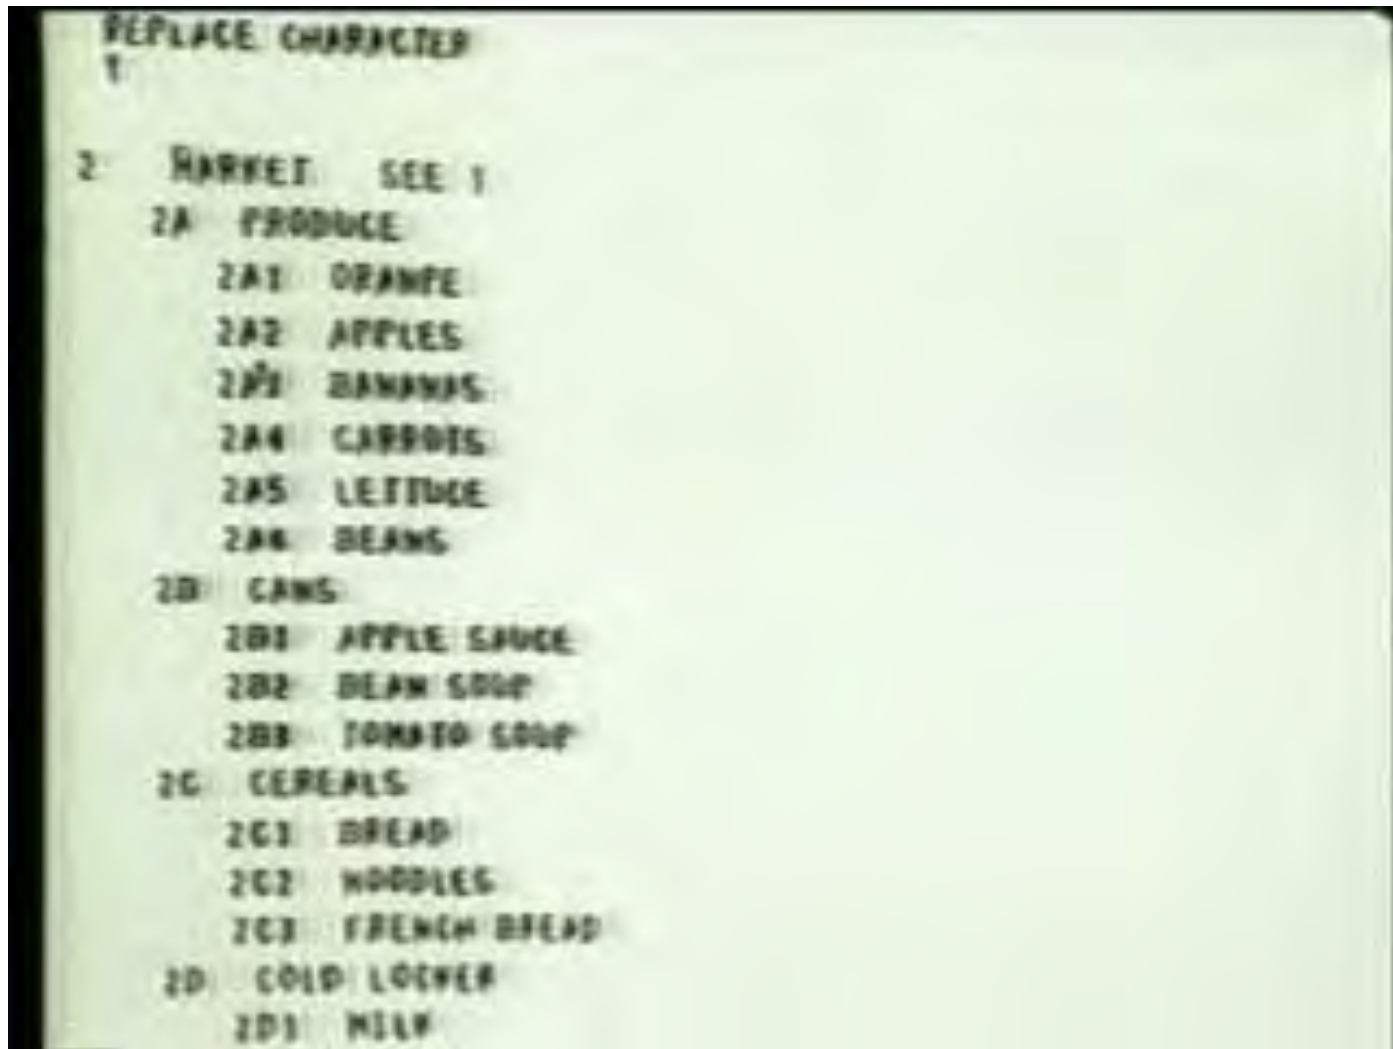 REPLACE CHARACTER
↑
2 MARKET SEE 1
2A PRODUCE
2A1 ORANGE
2A2 APPLES
2A3 BANANAS
2A4 CARROTS
2A5 LETTUCE
2A6 BEANS
2B CANS
2B1 APPLE SAUCE
2B2 BEAN SOUP
2B3 TOMATO SOUP
2C CEREALS
2C1 BREAD
2C2 NOODLES
2C3 FRENCH BREAD
2D COLD LOCKER
2D1 MILK